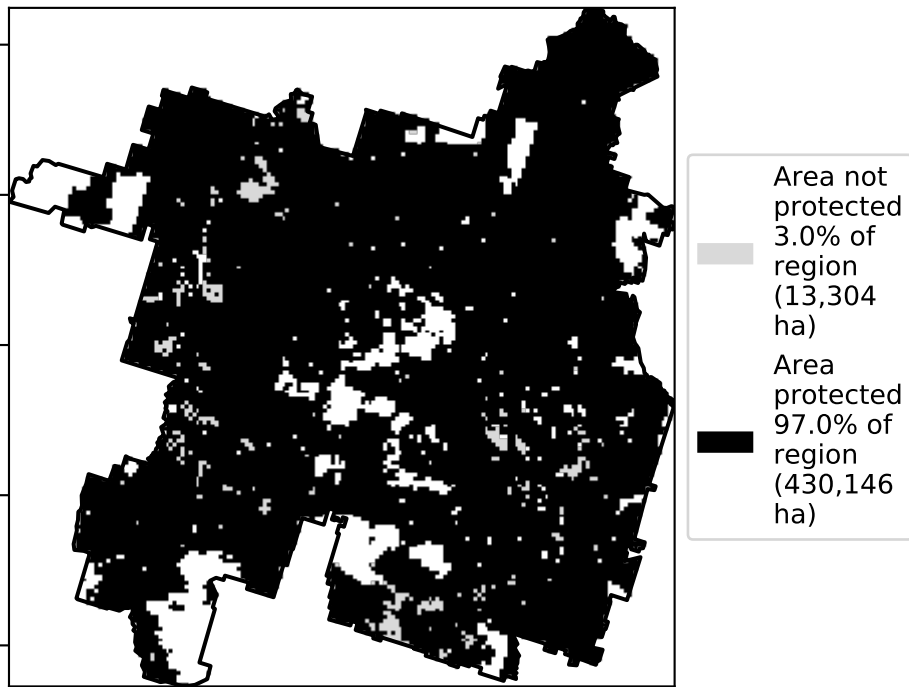 Area not
protected
3.0% of
region
(13,304
ha)
Area
protected
97.0% of
region
(430,146
ha)